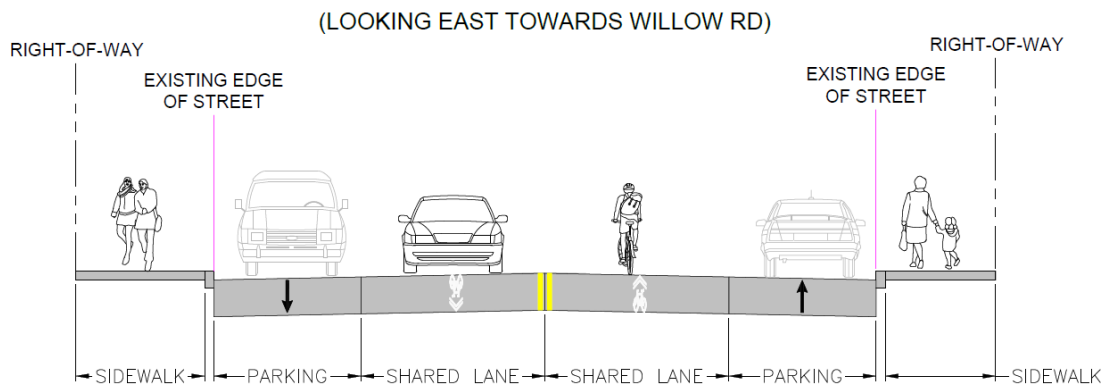 (LOOKING EAST TOWARDS WILLOW RD)
RIGHT-OF-WAY
RIGHT-OF-WAY
EXISTING EDGE
OF STREET
EXISTING EDGE
OF STREET
SIDEWALK PARKING SHARED LANE SHARED LANE PARKING SIDEWALK